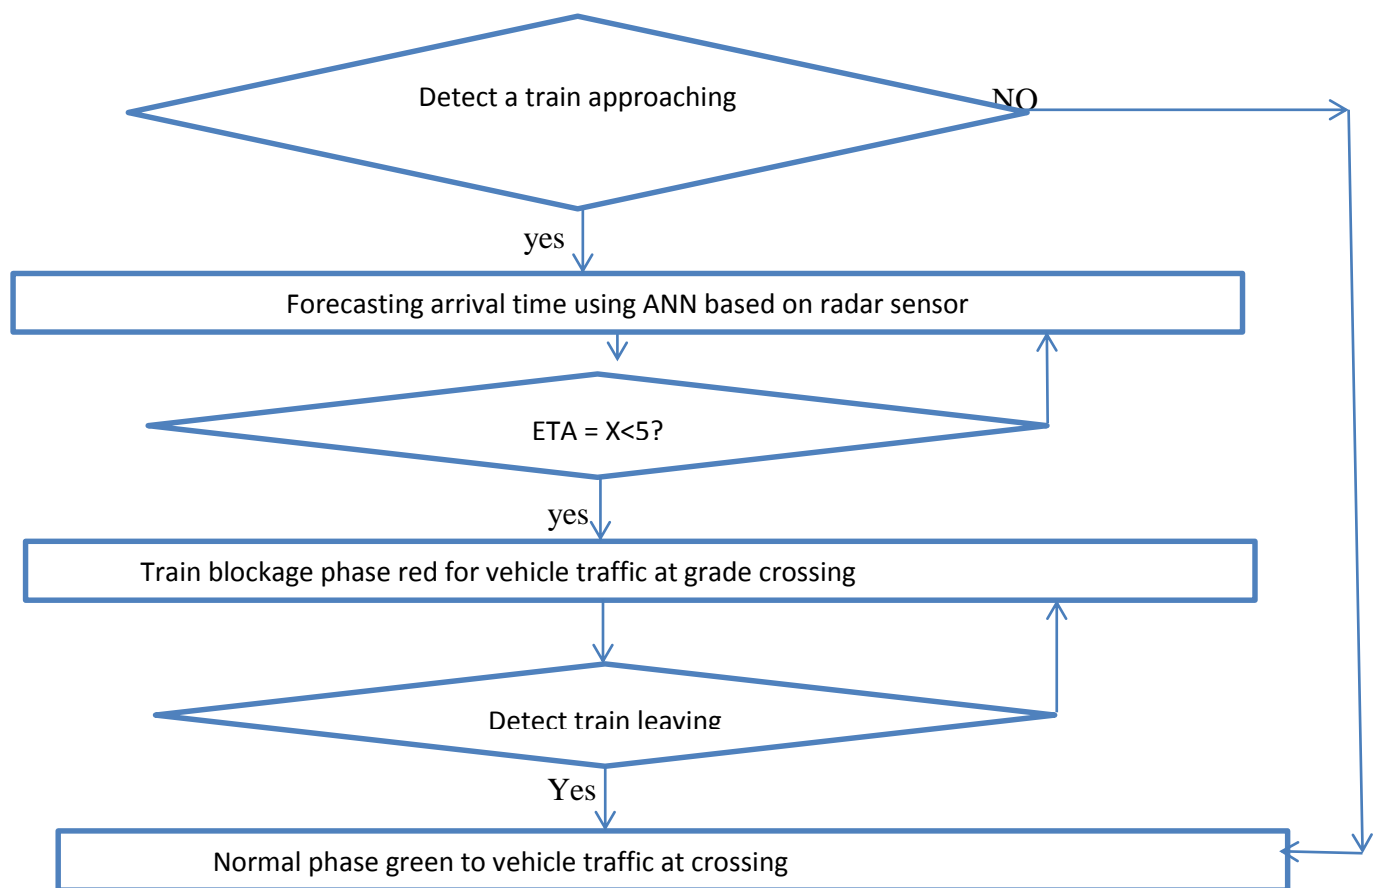 Detect a train approaching
NO
yes
Forecasting arrival time using ANN based on radar sensor
ETA = X<5?
yes
Train blockage phase red for vehicle traffic at grade crossing
Detect train leaving
Yes
Normal phase green to vehicle traffic at crossing